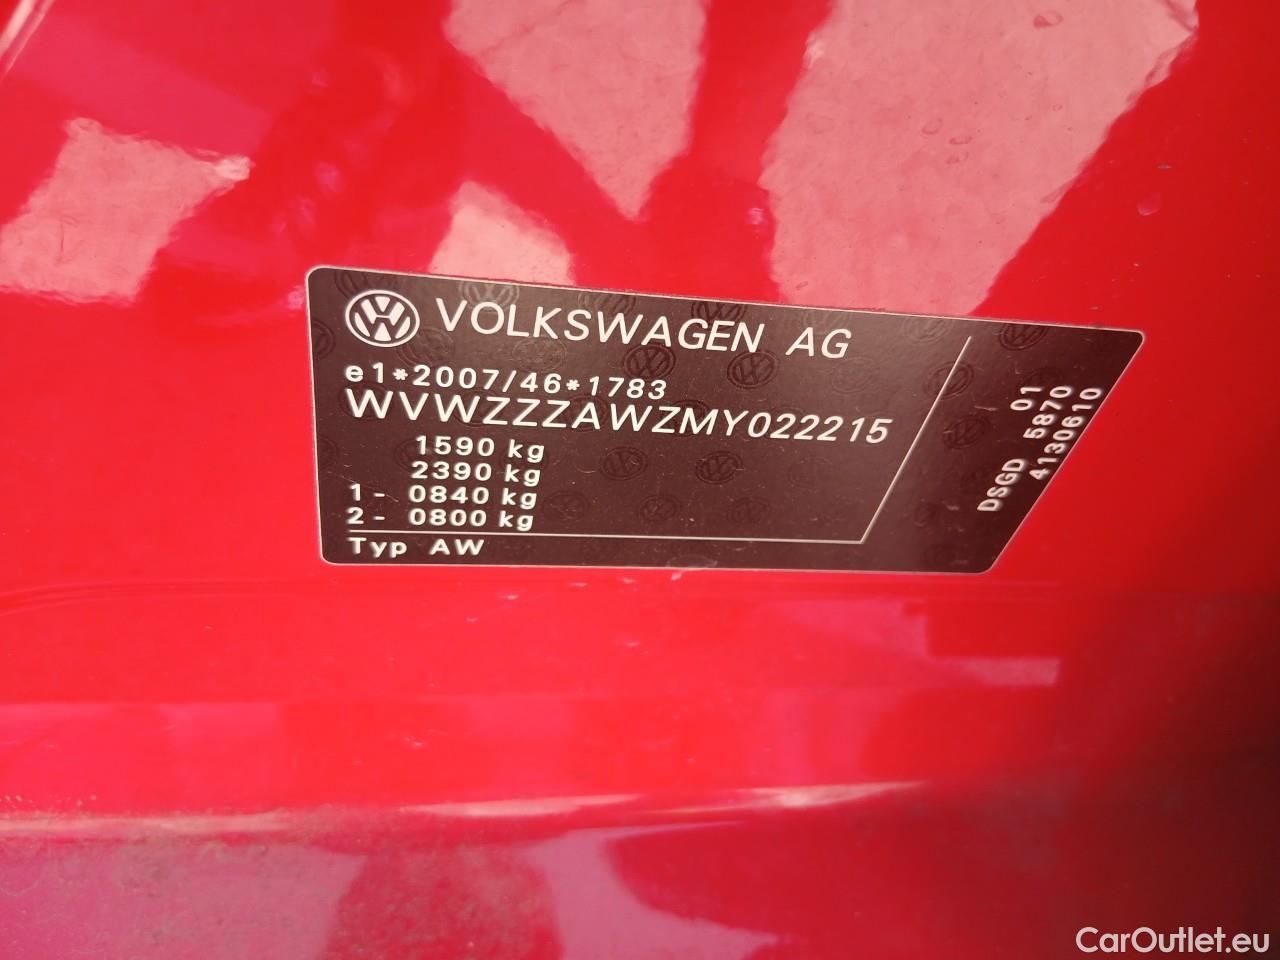 VOLKSWAGEN AG
e1*2007/46*1783
WVWZZZAWZMY022215
1590 kg
2390 kg
1 - 0840 kg
2 - 0800 kg
Typ AW
01
DSGD 5870
4130610
CarOutlet.eu